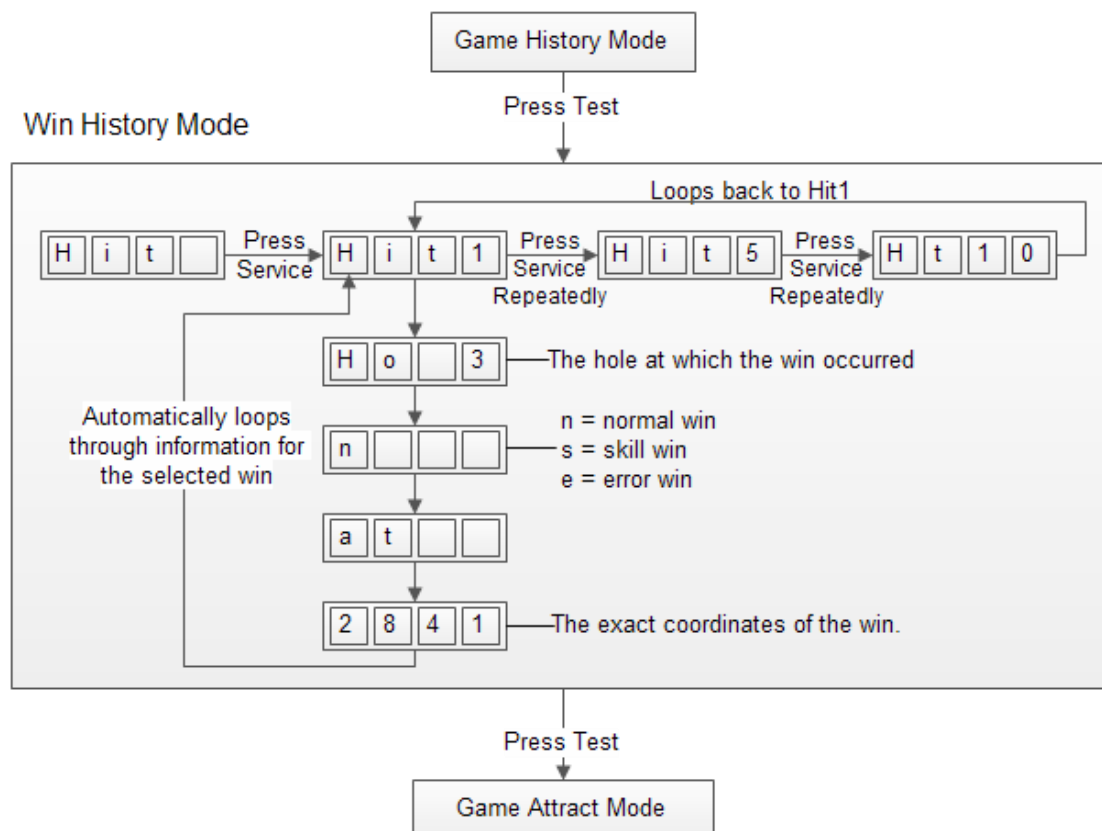 Game History Mode
Press Test
Win History Mode
Loops back to Hit1
H i t
Press
Service
H i t 1
Press
Service
Repeatedly
H i t 5
Press
Service
Repeatedly
H t 1 0
H o 3
The hole at which the win occurred
Automatically loops
through information for
the selected win
n
n = normal win
s = skill win
e = error win
a t
2 8 4 1
The exact coordinates of the win.
Press Test
Game Attract Mode